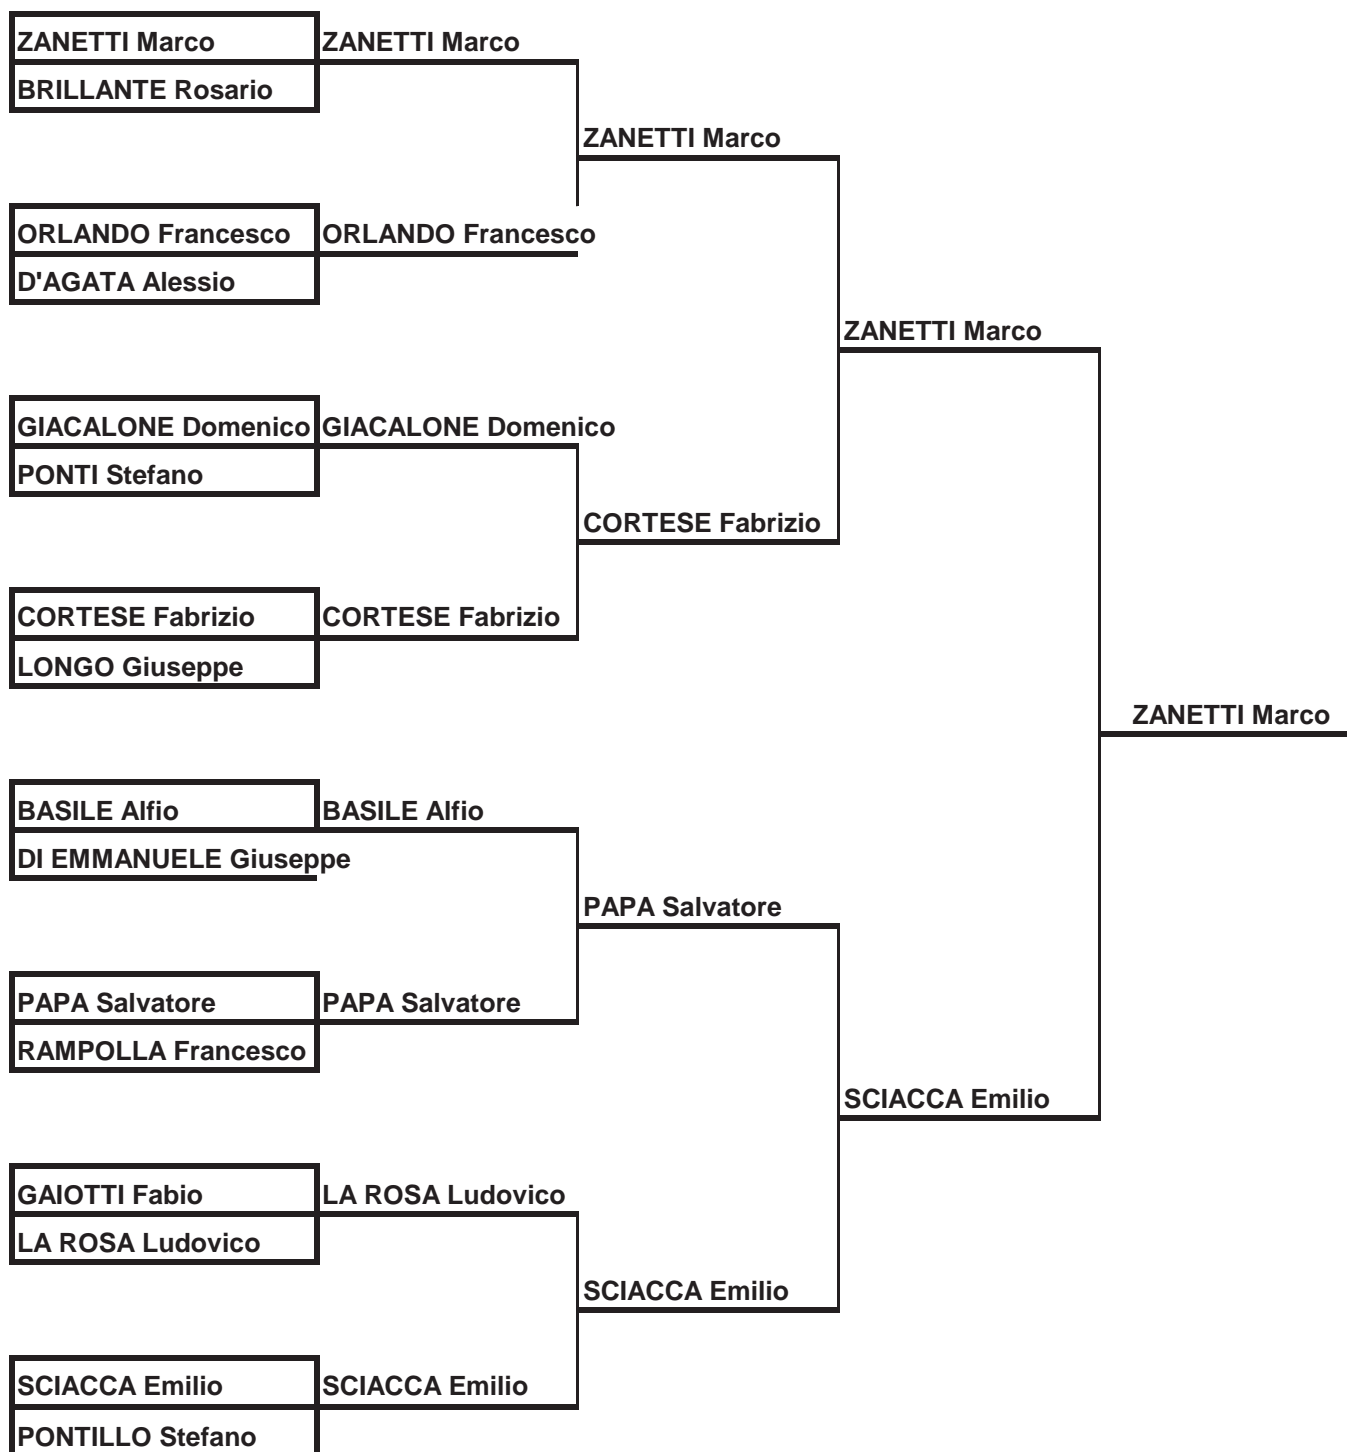 ZANETTI Marco ZANETTI Marco
BRILLANTE Rosario
ZANETTI Marco
ORLANDO Francesco ORLANDO Francesco
D'AGATA Alessio
ZANETTI Marco
GIACALONE Domenico GIACALONE Domenico
PONTI Stefano
CORTESE Fabrizio
CORTESE Fabrizio CORTESE Fabrizio
LONGO Giuseppe
ZANETTI Marco
BASILE Alfio BASILE Alfio
DI EMMANUELE Giuseppe
PAPA Salvatore
PAPA Salvatore PAPA Salvatore
RAMPOLLA Francesco
SCIACCA Emilio
GAIOTTI Fabio LA ROSA Ludovico
LA ROSA Ludovico
SCIACCA Emilio
SCIACCA Emilio SCIACCA Emilio
PONTILLO Stefano